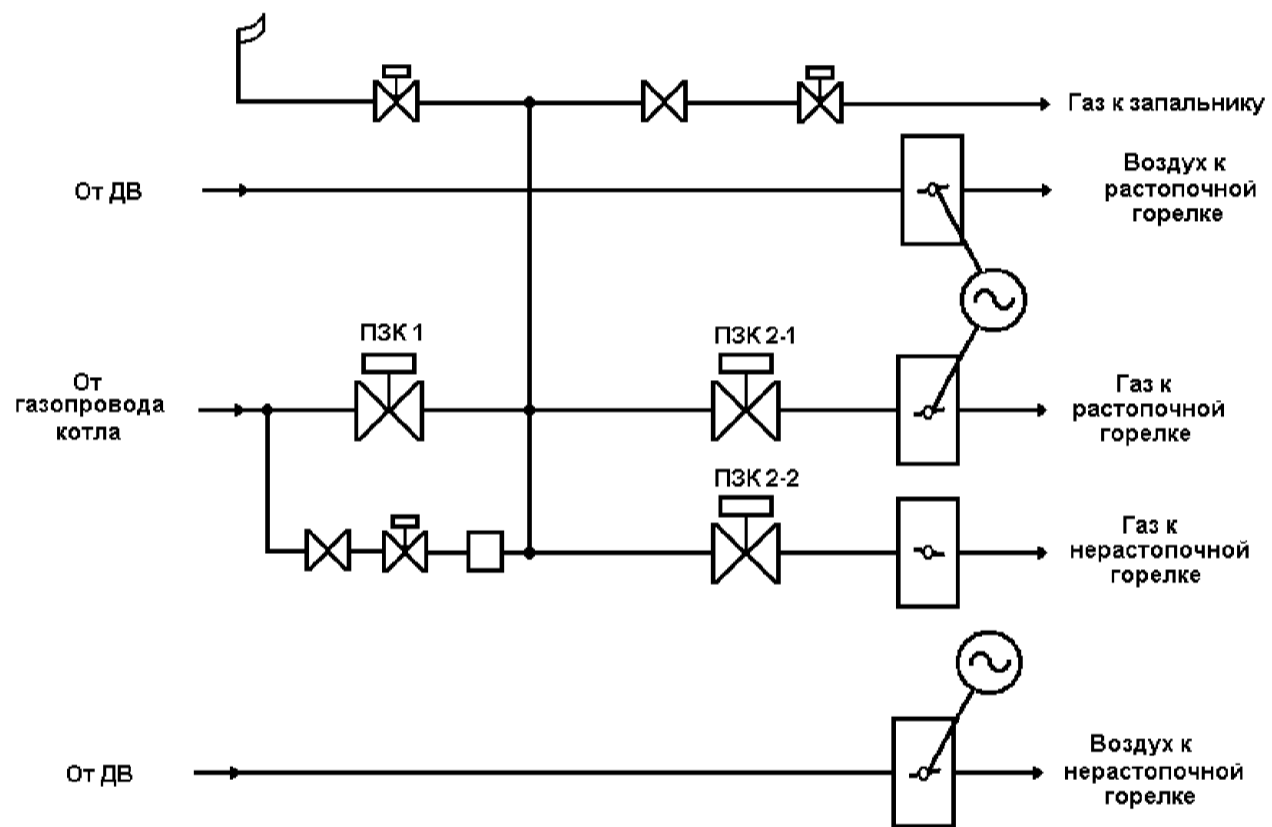 Газ к запальнику
От ДВ
Воздух к
растопочной
горелке
ПЗК 1
ПЗК 2-1
От
газопровода
котла
Газ к
растопочной
горелке
ПЗК 2-2
Газ к
нерастопочной
горелке
От ДВ
Воздух к
нерастопочной
горелке